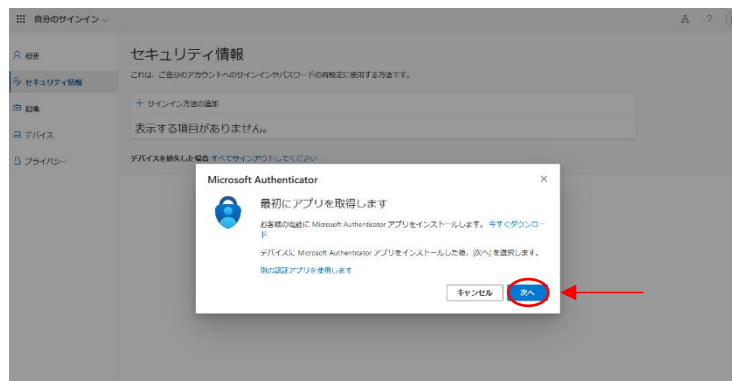 自分のサインイン
?
概要
セキュリティ情報
デバイス
プライバシー
セキュリティ情報
これは、ご自分のアカウントへのサインインやパスワードの再設定に使用する方法です。
+ サインイン方法の追加
表示する項目がありません。
デバイスを紛失した場合 すべてサインアウトしてください
Microsoft Authenticator
最初にアプリを取得します
お客様の電話に Microsoft Authenticator アプリをインストールします。今すぐダウンロー
ド
デバイスに Microsoft Authenticator アプリをインストールした後、[次へ] を選択します。
別の認証アプリを使用します
キャンセル
次へ